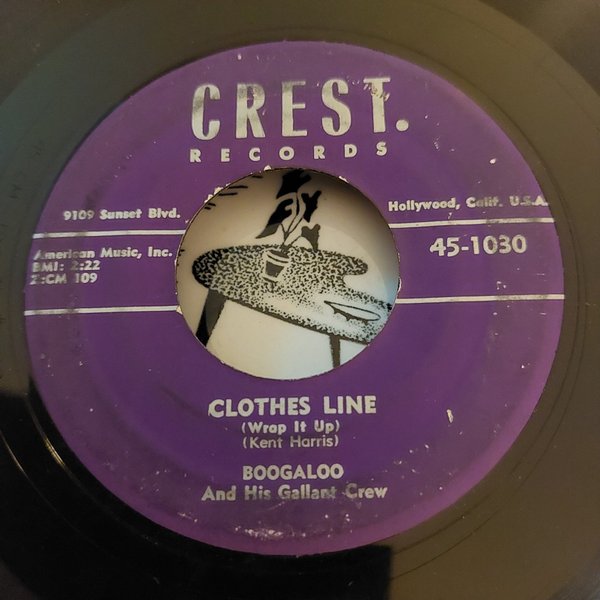 CREST.
RECORDS
9109 Sunset Blvd.
Hollywood, Calif. U.S.A
American Music, Inc.
BMI: 2:22
45-1030
CLOTHES LINE
(Wrap It Up)
(Kent Harris)
BOOGALOO
And His Gallant Crew